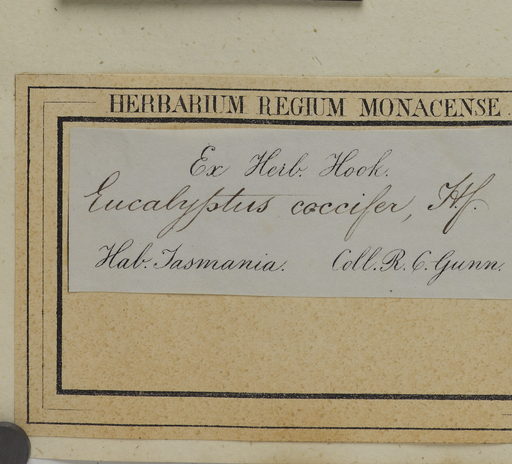 HERBARIUM REGIUM MONACENSE.
Ex Herb. Hook.
Eucalyptus coccifer, Hf.
Hab. Tasmania. Coll. R. C. Gunn.